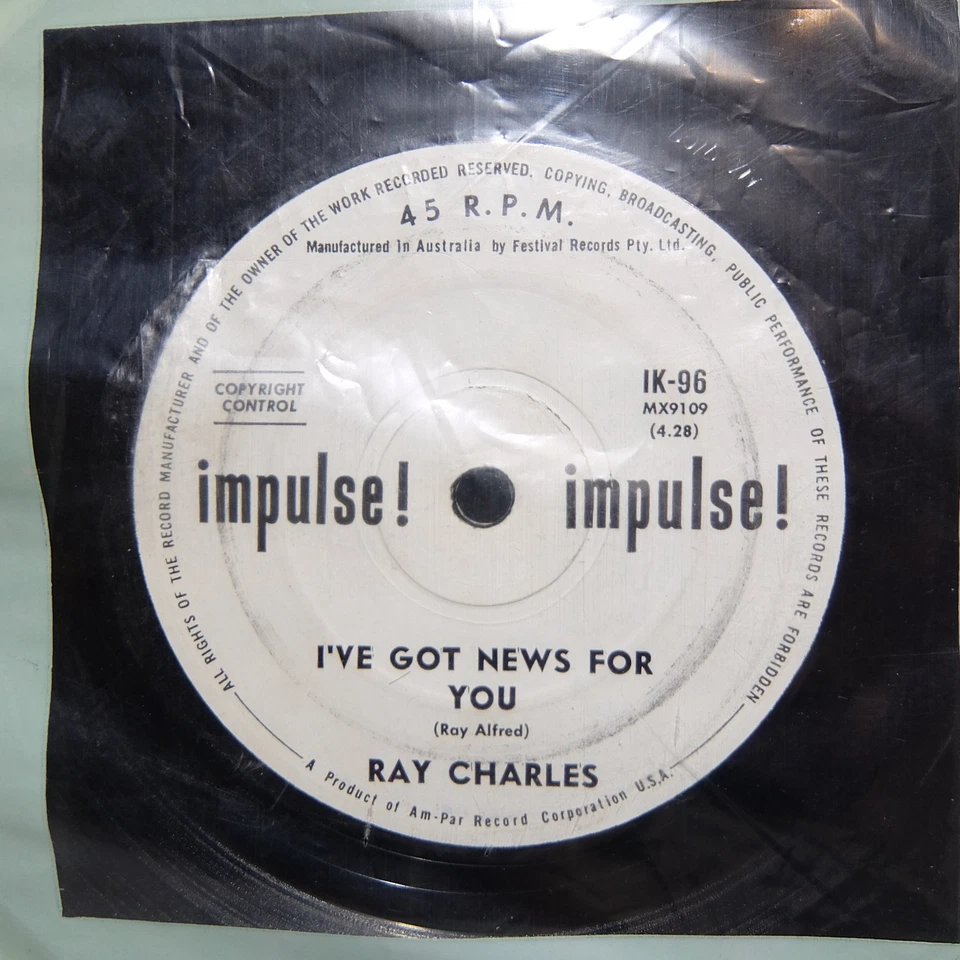 ALL RIGHTS OF THE RECORD MANUFACTURER AND OF THE OWNER OF THE WORK RECORDED RESERVED. COPYING, BROADCASTING, PUBLIC PERFORMANCE OF THESE RECORDS ARE FORBIDDEN
45 R.P.M.
Manufactured in Australia by Festival Records Pty. Ltd.
COPYRIGHT
CONTROL
IK-96
MX9109
(4.28)
impulse! impulse!
I'VE GOT NEWS FOR
YOU
(Ray Alfred)
RAY CHARLES
A Product of Am-Par Record Corporation U.S.A.